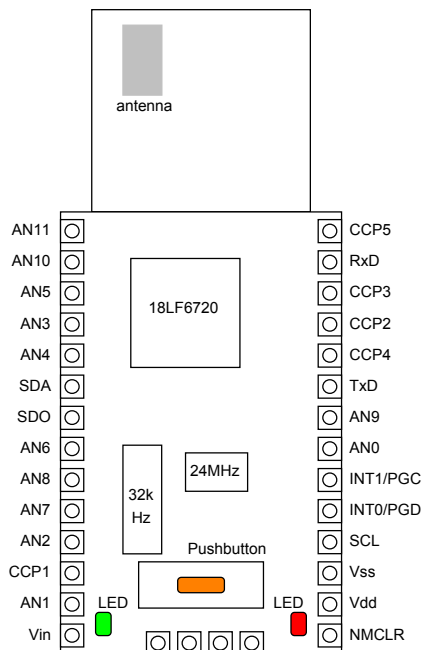 antenna
AN11 CCP5
AN10 RxD
AN5 CCP3
18LF6720
AN3 CCP2
AN4 CCP4
SDA TxD
SDO AN9
AN6 AN0
24MHz
AN8 INT1/PGC
32k
Hz
AN7 INT0/PGD
AN2 SCL
Pushbutton
CCP1 Vss
AN1 LED LED Vdd
Vin NMCLR